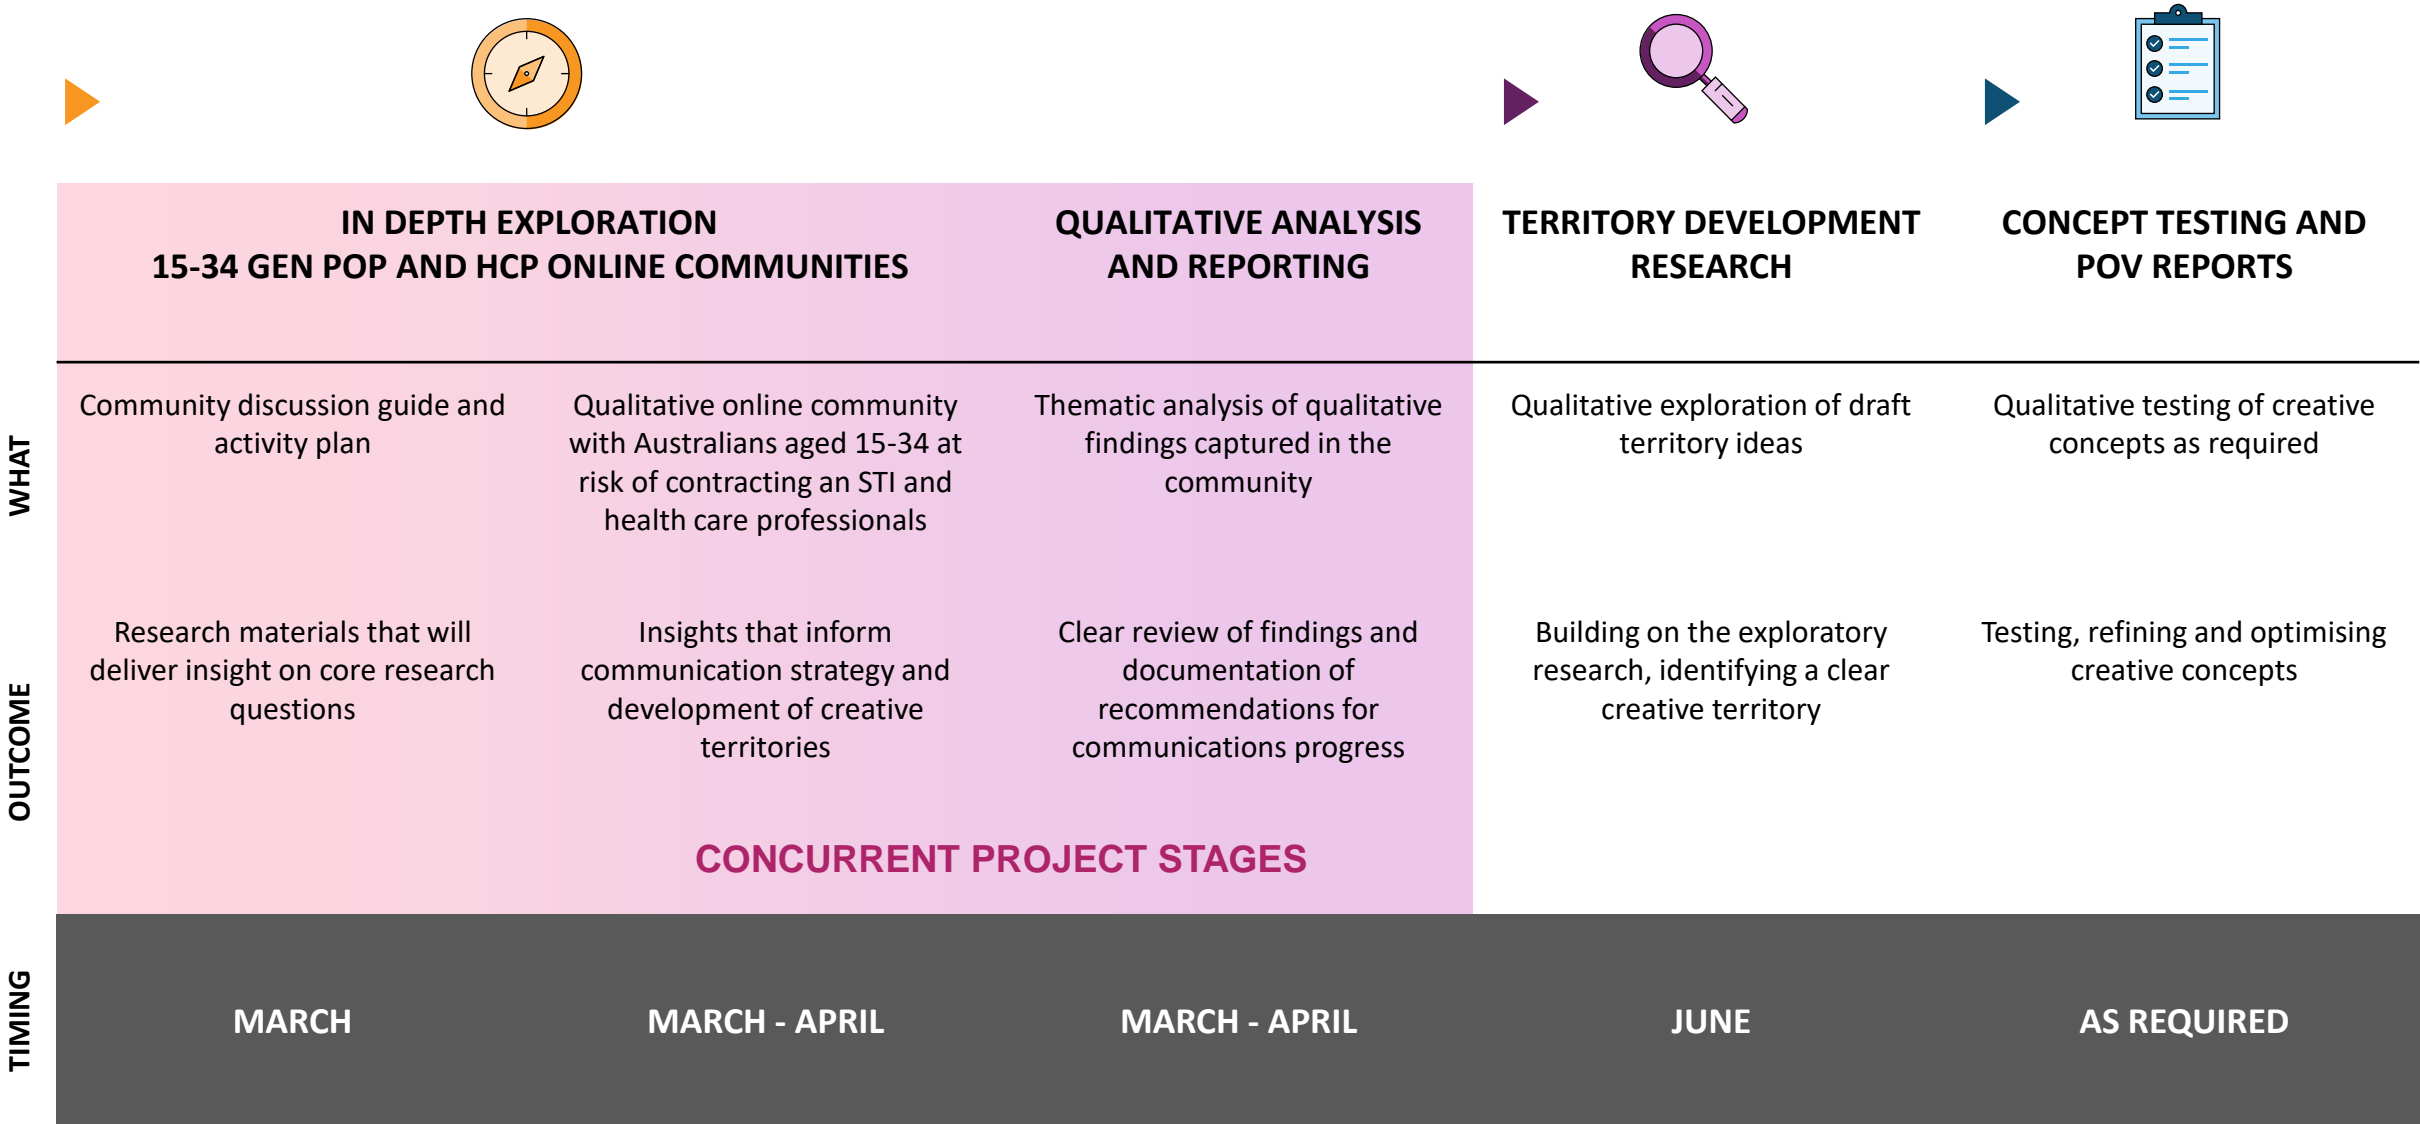 IN DEPTH EXPLORATION
15-34 GEN POP AND HCP ONLINE COMMUNITIES
QUALITATIVE ANALYSIS
AND REPORTING
TERRITORY DEVELOPMENT
RESEARCH
CONCEPT TESTING AND
POV REPORTS
WHAT
Community discussion guide and
activity plan
Qualitative online community
with Australians aged 15-34 at
risk of contracting an STI and
health care professionals
Thematic analysis of qualitative
findings captured in the
community
Qualitative exploration of draft
territory ideas
Qualitative testing of creative
concepts as required
OUTCOME
Research materials that will
deliver insight on core research
questions
Insights that inform
communication strategy and
development of creative
territories
Clear review of findings and
documentation of
recommendations for
communications progress
Building on the exploratory
research, identifying a clear
creative territory
Testing, refining and optimising
creative concepts
CONCURRENT PROJECT STAGES
TIMING
MARCH
MARCH - APRIL
MARCH - APRIL
JUNE
AS REQUIRED